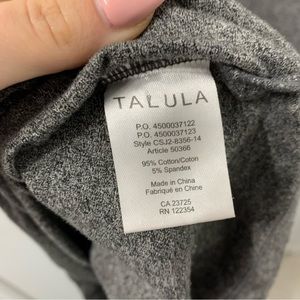 TALULA
P.O. 4500037122
P.O. 4500037123
Style CSJ2-8356-14
Article 50366
95% Cotton/Coton
5% Spandex
Made in China
Fabriqué en Chine
CA 23725
RN 122354